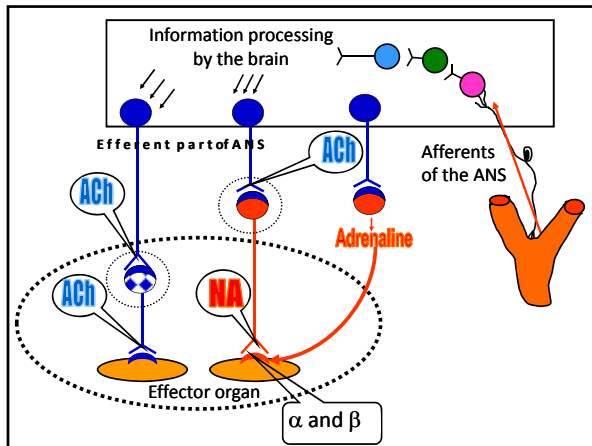 Information processing
by the brain
Efferent part of ANS
ACh
Afferents
of the ANS
ACh
Adrenaline
ACh
NA
Effector organ
α and β